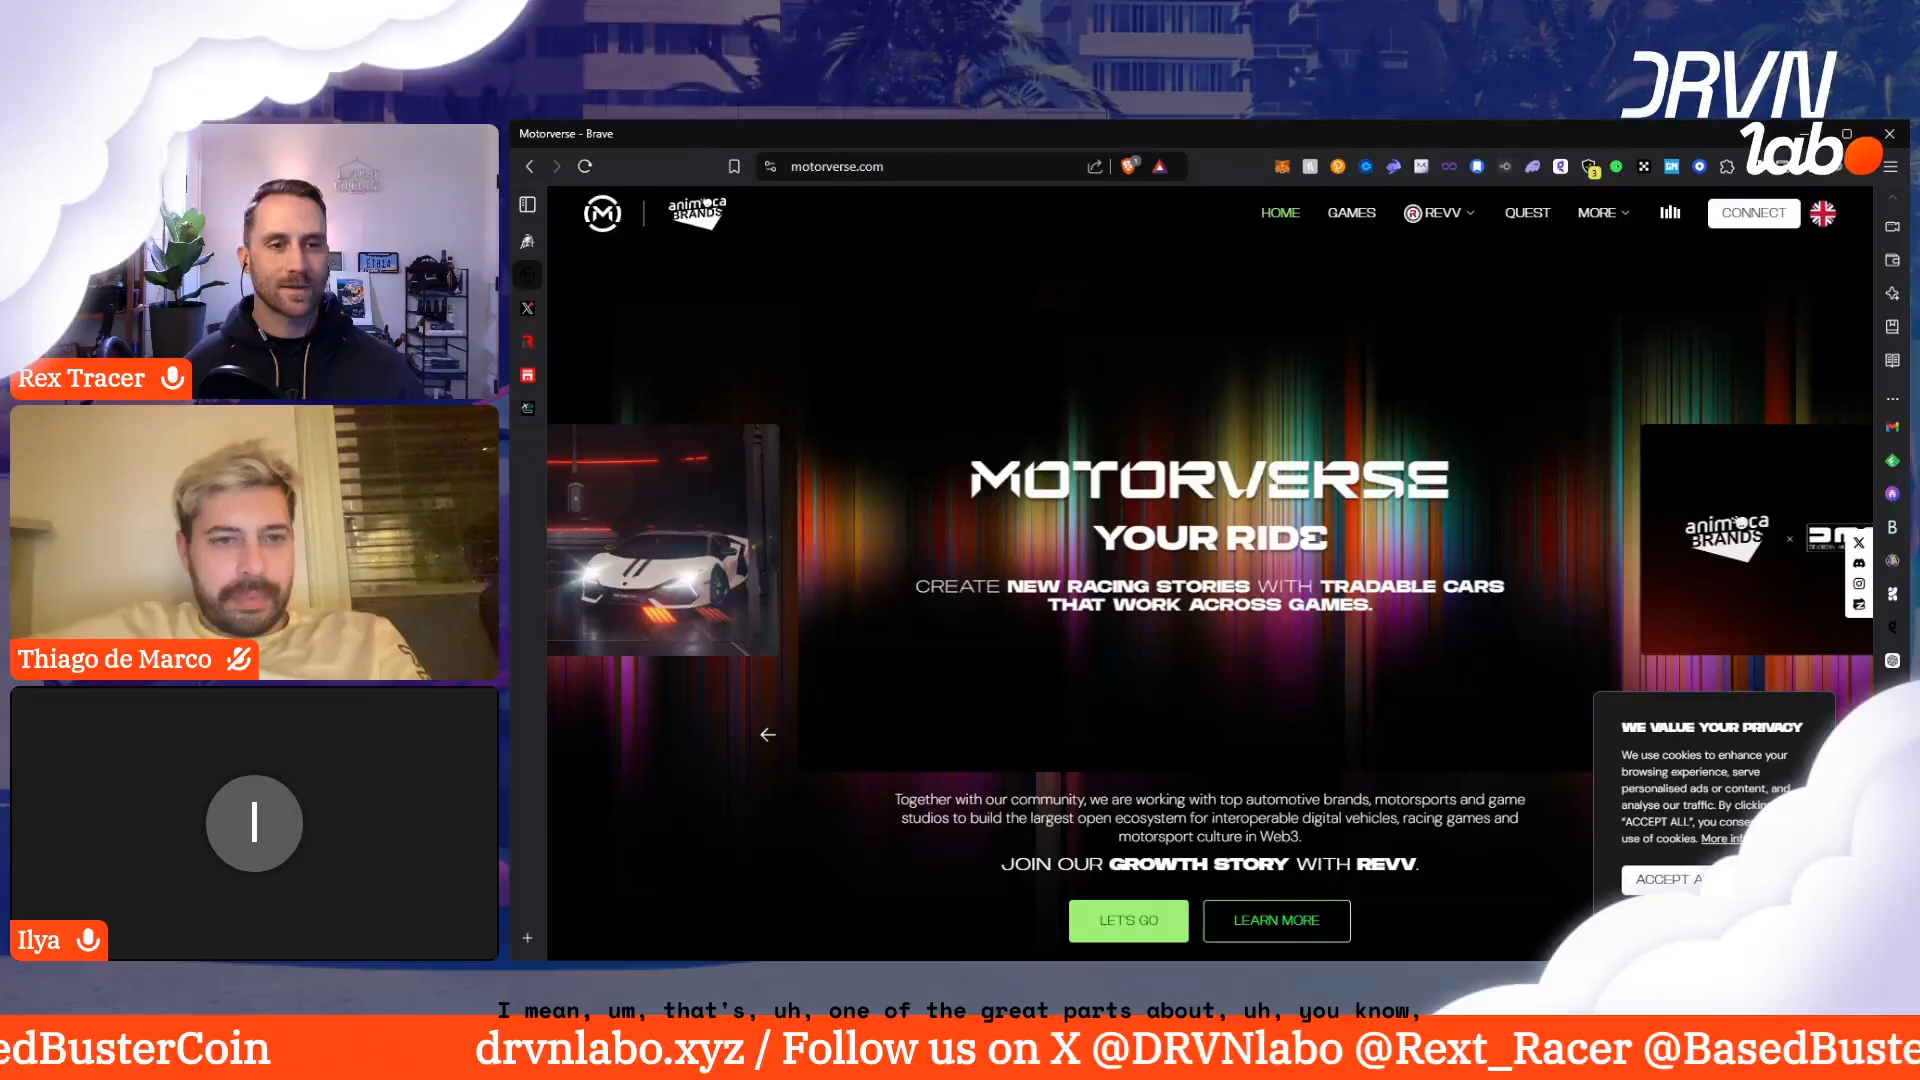 DRVN
labo
Motorverse - Brave
motorverse.com
animoca
BRANDS
HOME
GAMES
REVV
QUEST
MORE
CONNECT
ETH14
Rex Tracer
MOTORVERSE
YOUR RIDE
CREATE NEW RACING STORIES WITH TRADABLE CARS
THAT WORK ACROSS GAMES.
animoca
BRANDS
Thiago de Marco
WE VALUE YOUR PRIVACY
We use cookies to enhance your
browsing experience, serve
personalised ads or content, and
analyse our traffic. By
"ACCEPT ALL", you
use of cookies. More
ACCEPT
Together with our community, we are working with top automotive brands, motorsports and game
studios to build the largest open ecosystem for interoperable digital vehicles, racing games and
motorsport culture in Web3.
JOIN OUR GROWTH STORY WITH REVV.
LET'S GO
LEARN MORE
I
Ilya
I mean, um, that's, uh, one of the great parts about, uh, you know,
edBusterCoin
drvnlabo.xyz / Follow us on X @DRVNlabo @Rext_Racer @BasedBuste